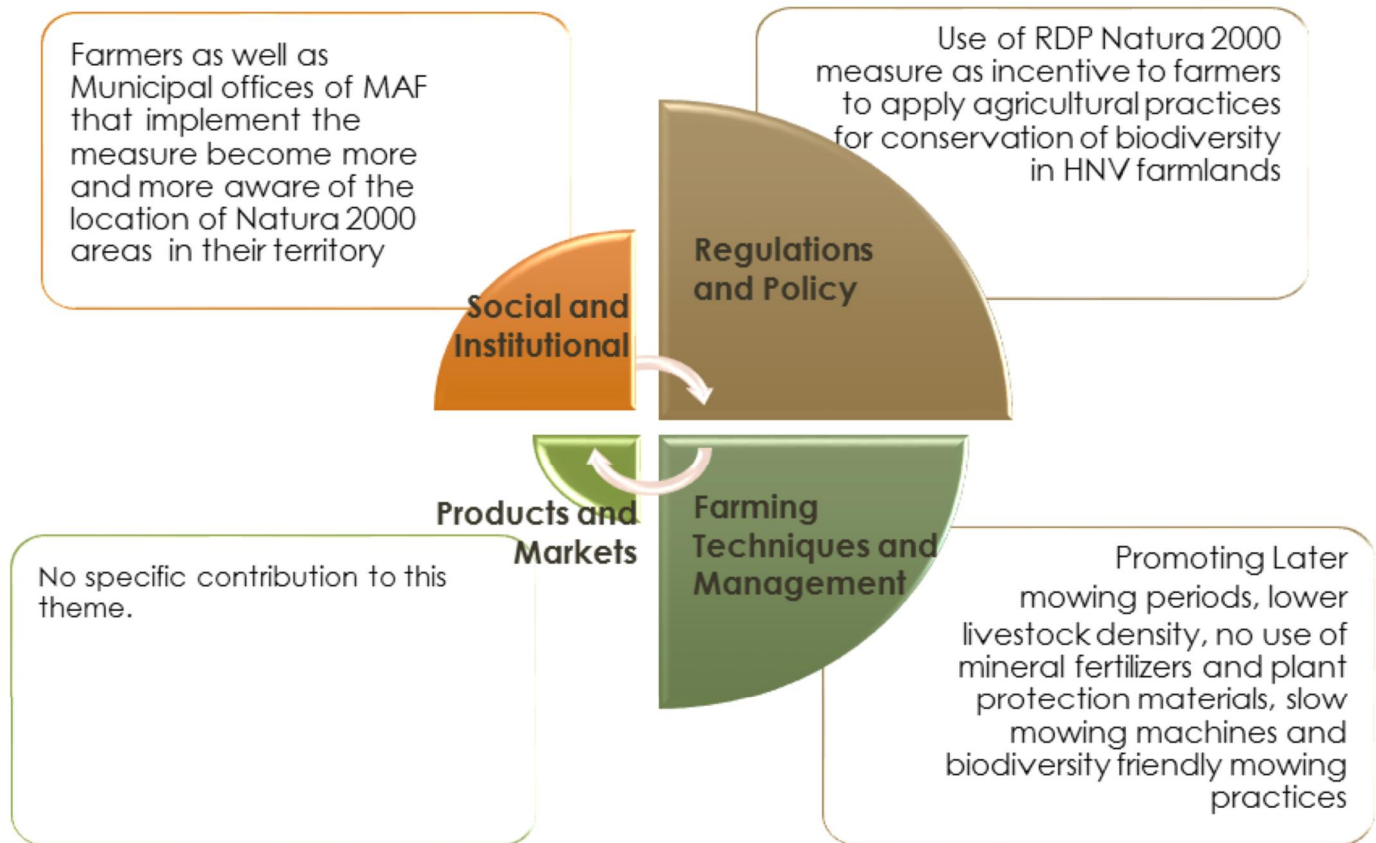 Farmers as well as
Municipal offices of MAF
that implement the
measure become more
and more aware of the
location of Natura 2000
areas in their territory
Use of RDP Natura 2000
measure as incentive to farmers
to apply agricultural practices
for conservation of biodiversity
in HNV farmlands
Social and
Institutional
Regulations
and Policy
Products and
Markets
Farming
Techniques and
Management
No specific contribution to this
theme.
Promoting Later
mowing periods, lower
livestock density, no use of
mineral fertilizers and plant
protection materials, slow
mowing machines and
biodiversity friendly mowing
practices